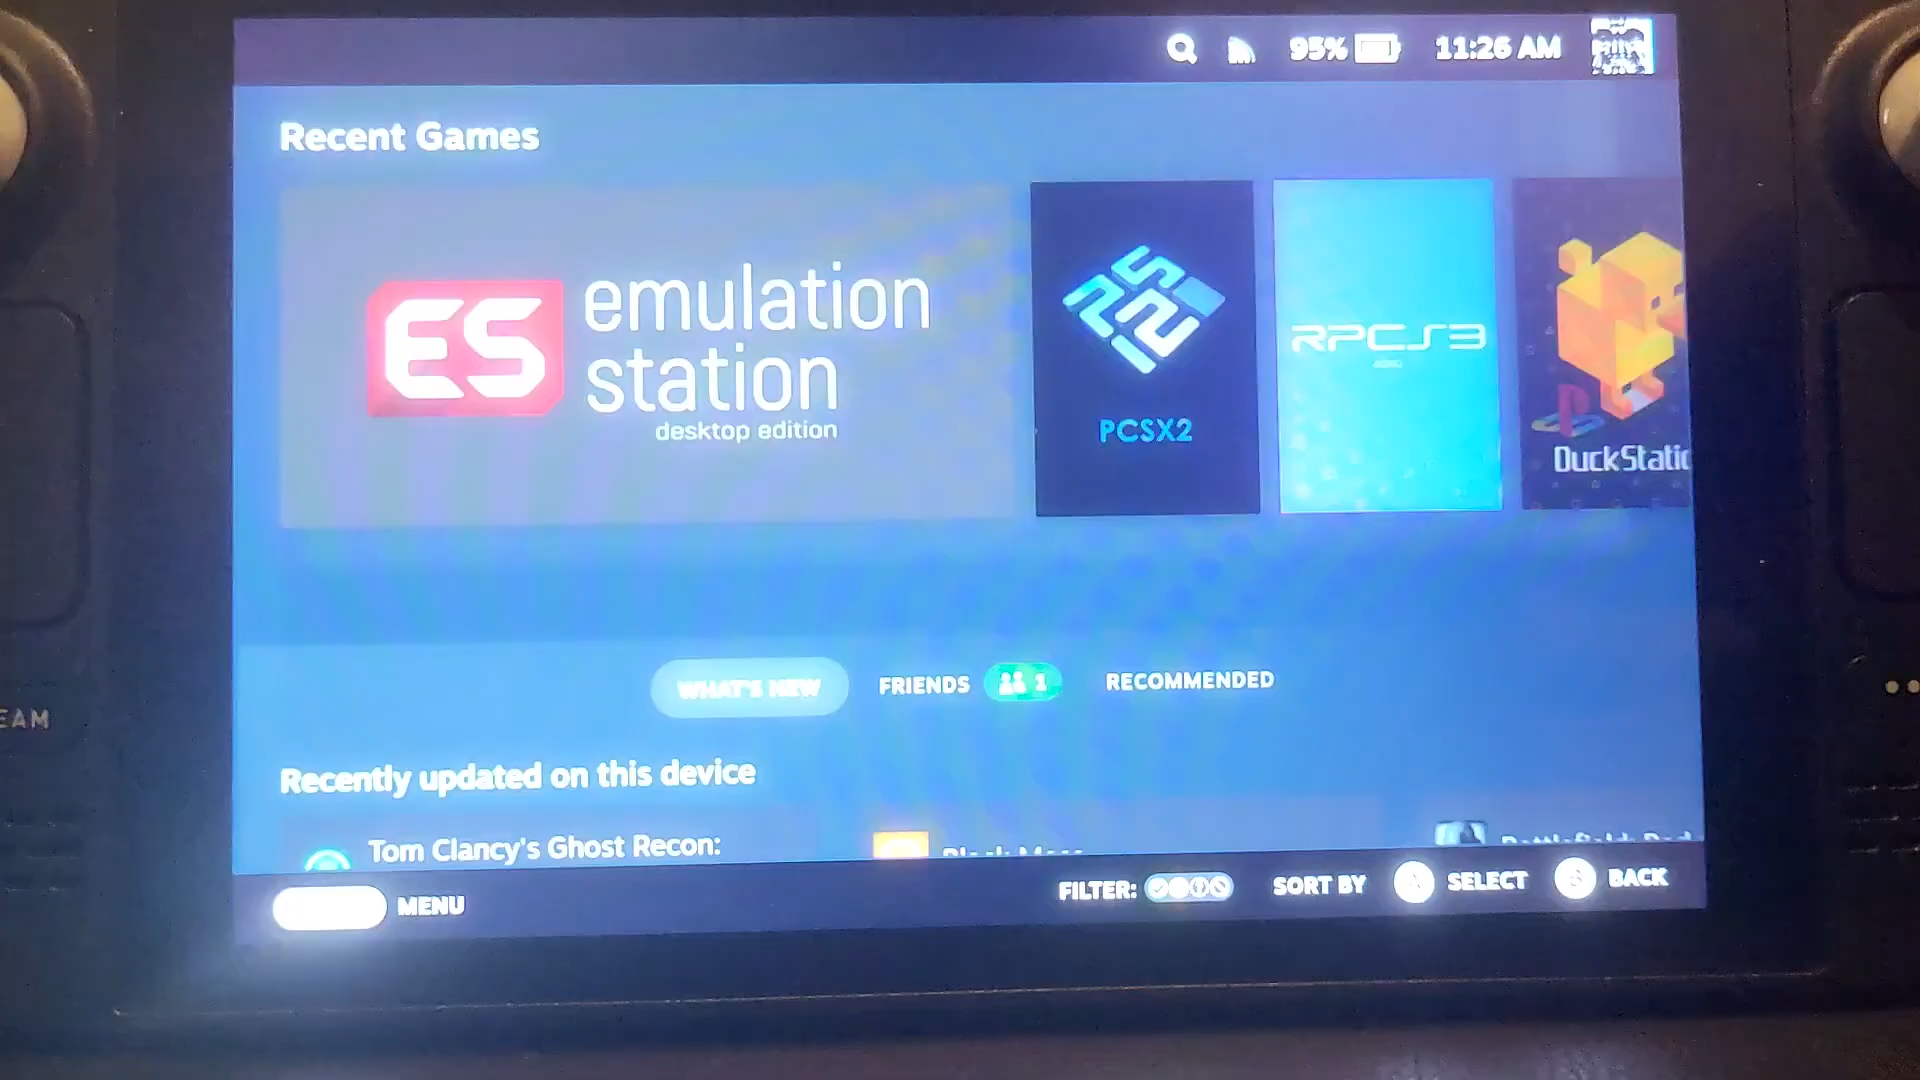 95% 11:26 AM
Recent Games
ES emulation
station
desktop edition
PCSX2
RPCS3
DuckStatio
WHAT'S NEW FRIENDS 1 RECOMMENDED
Recently updated on this device
Tom Clancy's Ghost Recon:
MENU FILTER: SORT BY A SELECT B BACK
EAM